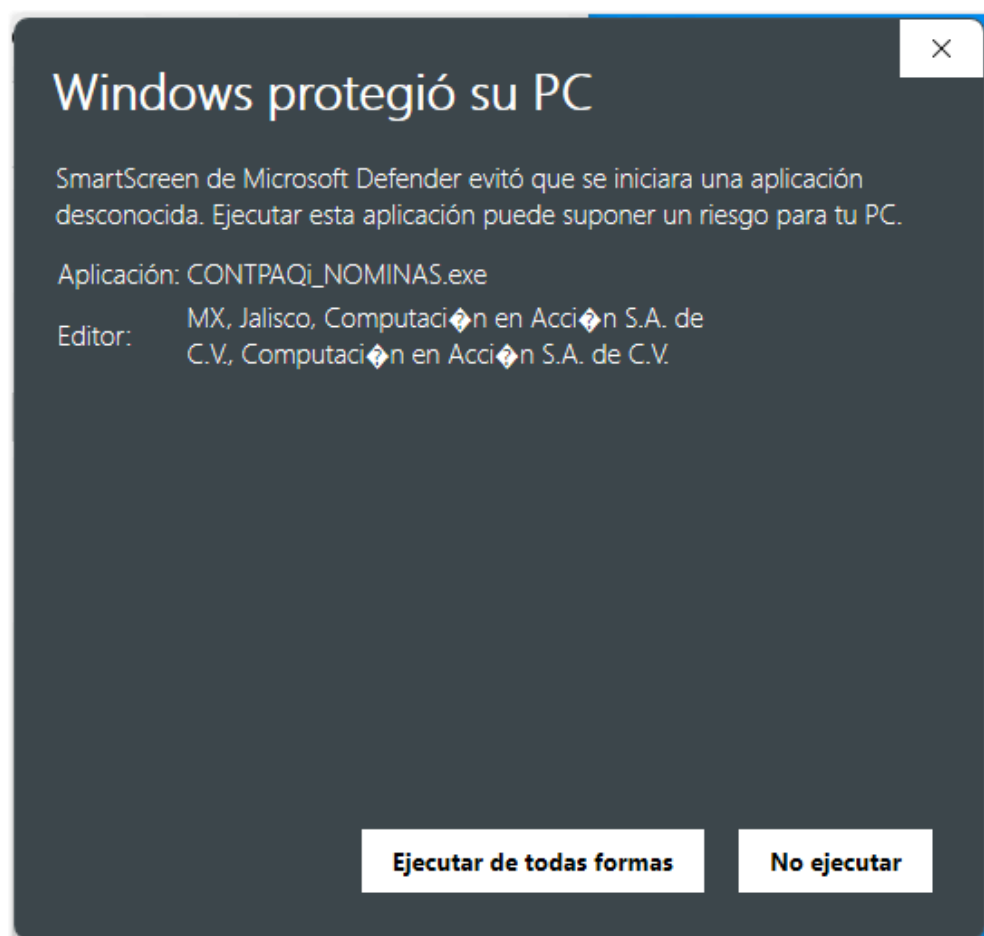 Windows protegió su PC
SmartScreen de Microsoft Defender evitó que se iniciara una aplicación
desconocida. Ejecutar esta aplicación puede suponer un riesgo para tu PC.
Aplicación: CONTPAQi_NOMINAS.exe
Editor: MX, Jalisco, Computaci�n en Acci�n S.A. de
C.V., Computaci�n en Acci�n S.A. de C.V.
Ejecutar de todas formas No ejecutar